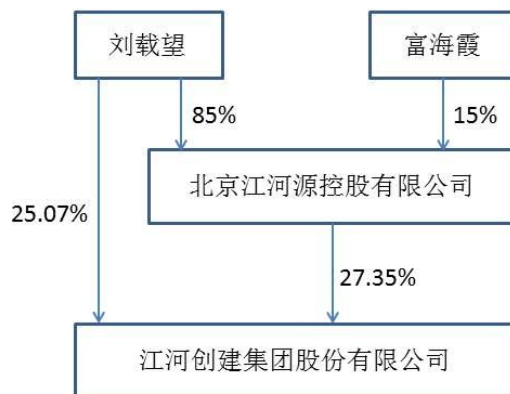 刘载望
富海霞
85%
15%
北京江河源控股有限公司
25.07%
27.35%
江河创建集团股份有限公司